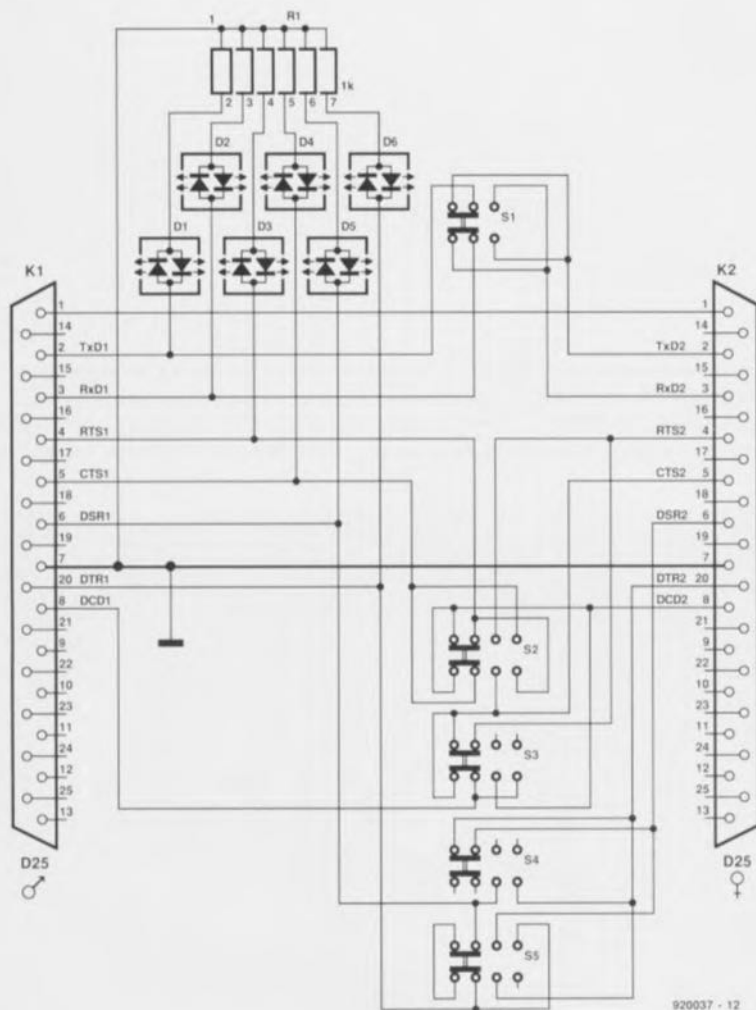 1 R1
1k
2 3 4 5 6 7
D2 D4 D6
D1 D3 D5
S1
K1 K2
1 1
14 14
2 TxD1 TxD2 2
15 15
3 RxD1 RxD2 3
16 16
4 RTS1 RTS2 4
17 17
5 CTS1 CTS2 5
18 18
6 DSR1 DSR2 6
19 19
7 7
20 DTR1 DTR2 20
8 DCD1 DCD2 8
21 21
9 9
S2
22 22
10 10
23 23
11 11
S3
24 24
12 12
25 25
13 13
S4
D25 D25
S5
920037 - 12